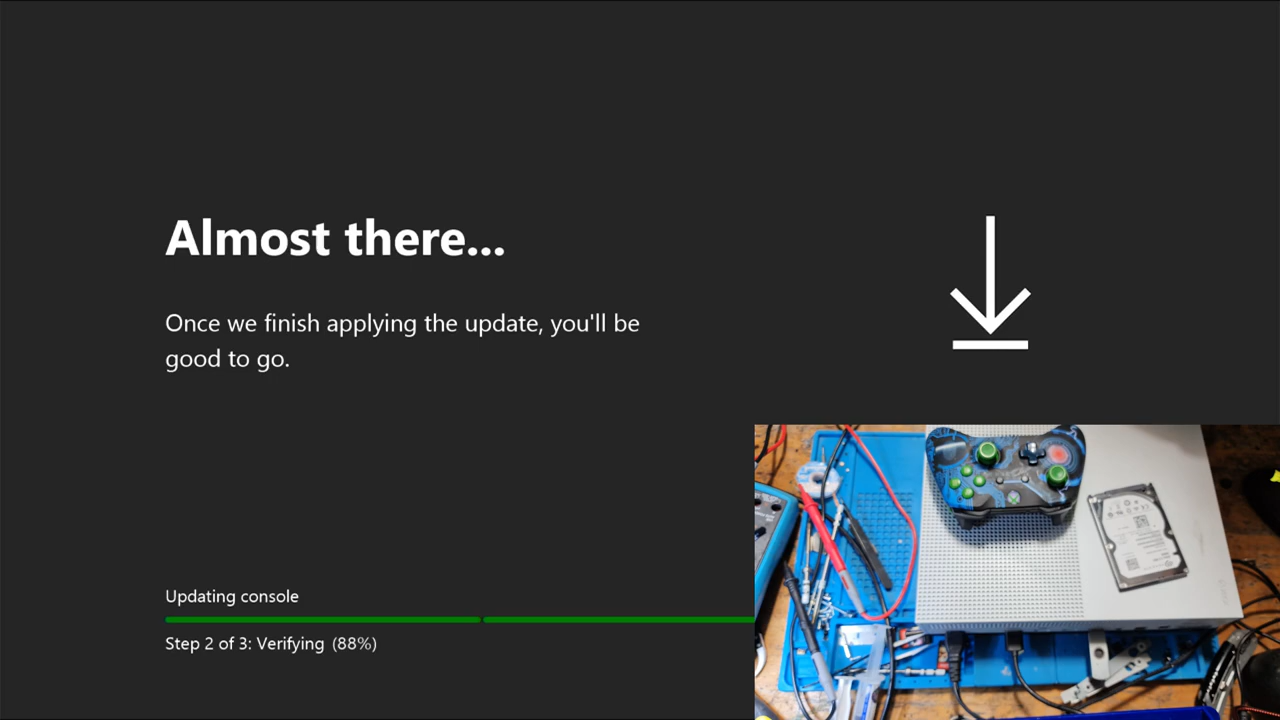 Almost there...
Once we finish applying the update, you'll be
good to go.
Updating console
Step 2 of 3: Verifying (88%)